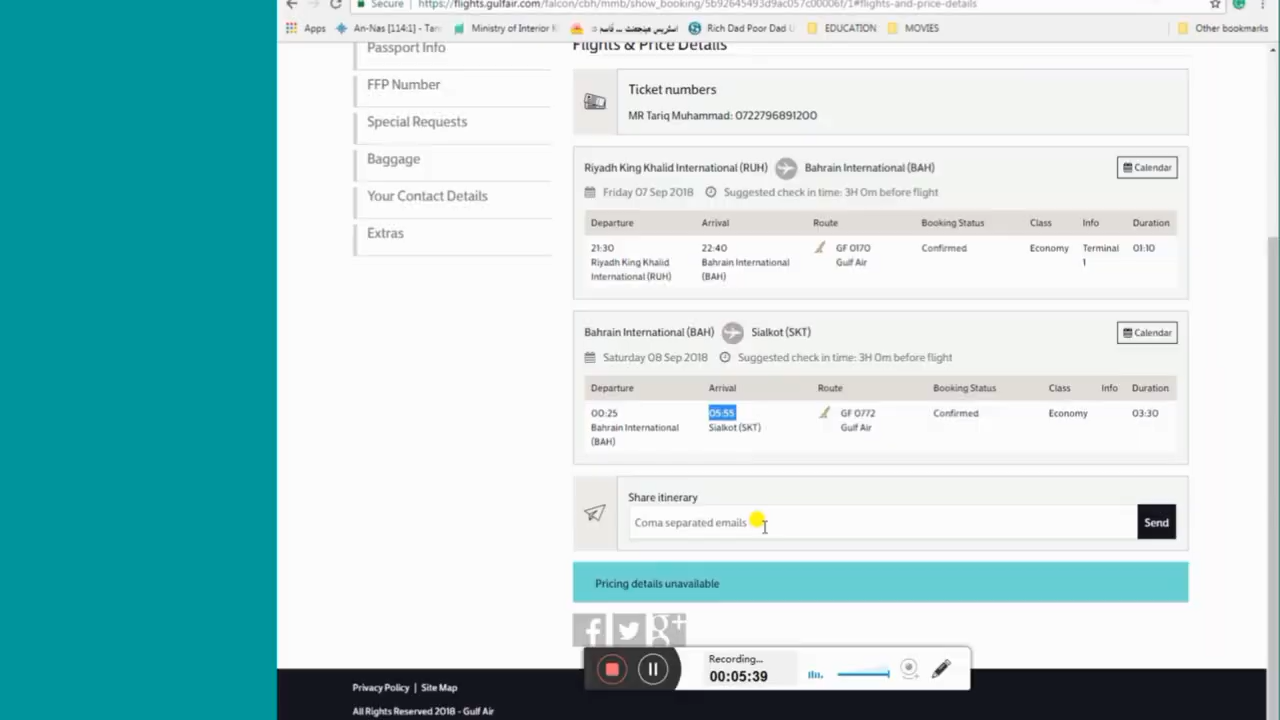 Secure https://flights.gulfair.com/falcon/cbh/mmb/show_booking/5b92645493d9ac057c00006f/1#flights-and-price-details
Apps An-Nas [114:1] - Tan Ministry of Interior Rich Dad Poor Dad EDUCATION MOVIES Other bookmarks
Passport Info
FFP Number
Special Requests
Baggage
Your Contact Details
Extras
Flights & Price Details
Ticket numbers
MR Tariq Muhammad: 0722796891200
Riyadh King Khalid International (RUH) Bahrain International (BAH) Calendar
Friday 07 Sep 2018 Suggested check in time: 3H 0m before flight
Departure Arrival Route Booking Status Class Info Duration
21:30 22:40 GF 0170 Confirmed Economy Terminal 01:10
Riyadh King Khalid Bahrain International Gulf Air 1
International (RUH) (BAH)
Bahrain International (BAH) Sialkot (SKT) Calendar
Saturday 08 Sep 2018 Suggested check in time: 3H 0m before flight
Departure Arrival Route Booking Status Class Info Duration
00:25 05:55 GF 0772 Confirmed Economy 03:30
Bahrain International Sialkot (SKT) Gulf Air
(BAH)
Share itinerary
Coma separated emails Send
Pricing details unavailable
f g+
Recording...
00:05:39
Privacy Policy | Site Map
All Rights Reserved 2018 - Gulf Air